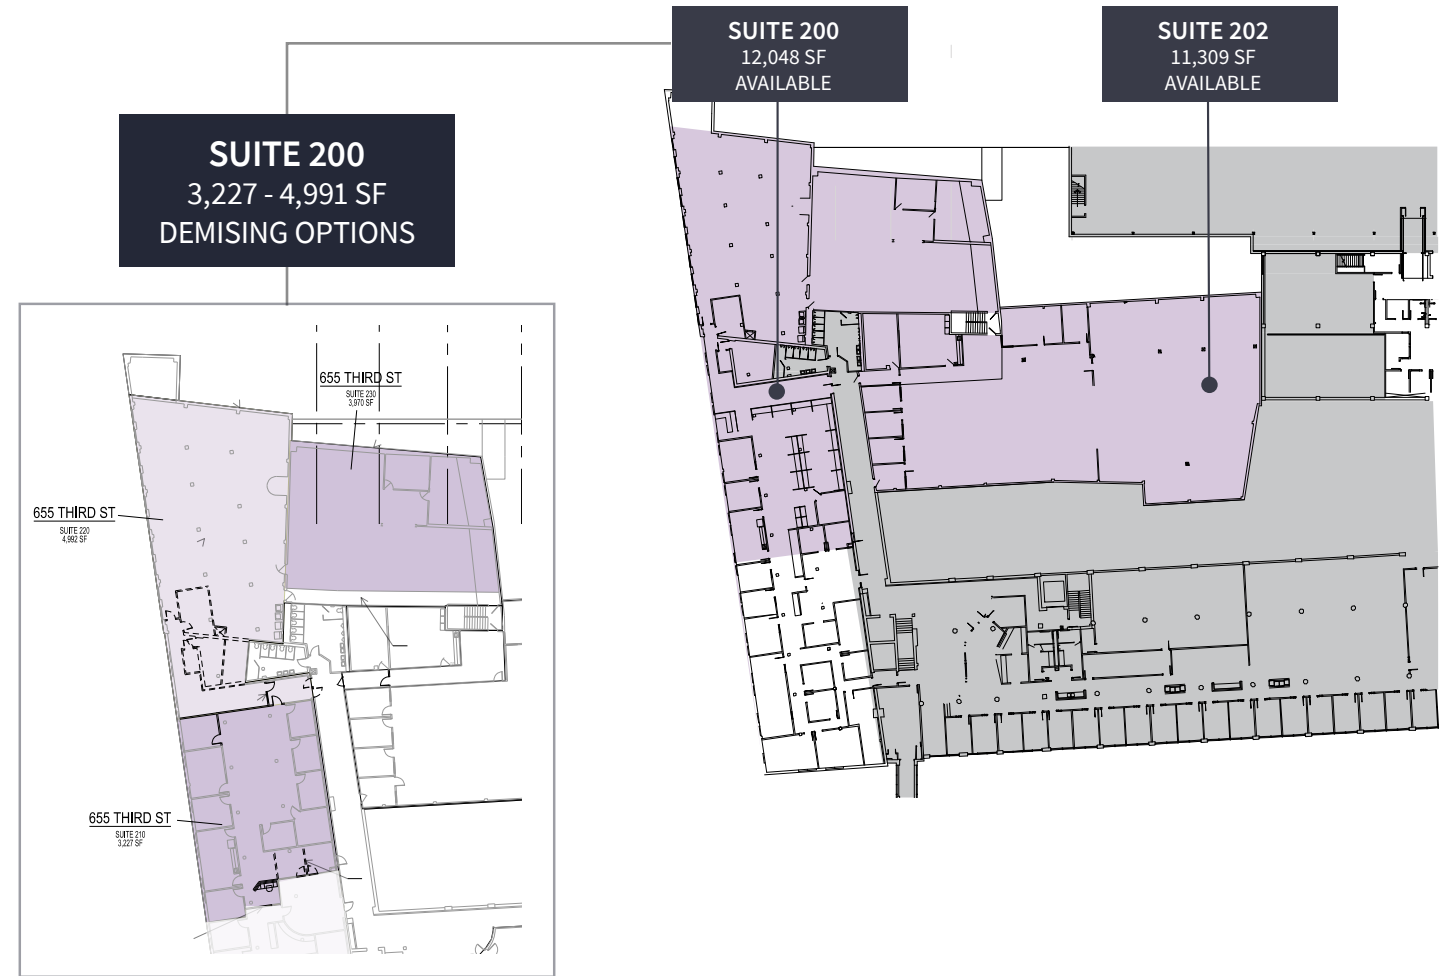 SUITE 200
12,048 SF
AVAILABLE
SUITE 202
11,309 SF
AVAILABLE
SUITE 200
3,227 - 4,991 SF
DEMISING OPTIONS
655 THIRD ST
SUITE 230
3,970 SF
655 THIRD ST
SUITE 220
4,992 SF
655 THIRD ST
SUITE 210
3,227 SF